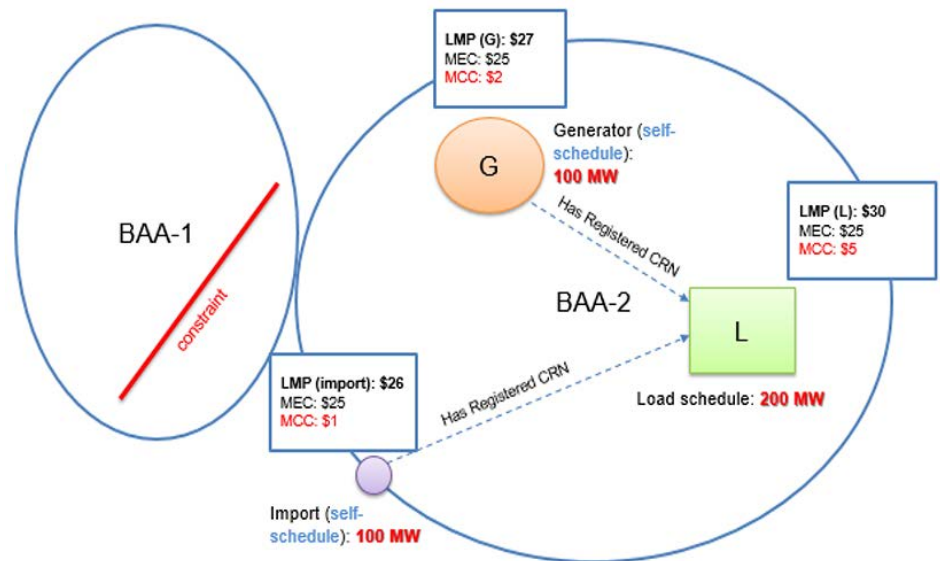 LMP (G): $27
MEC: $25
MCC: $2
Generator (self-
schedule):
100 MW
G
BAA-1
constraint
Has Registered CRN
LMP (L): $30
MEC: $25
MCC: $5
BAA-2
L
LMP (import): $26
MEC: $25
MCC: $1
Has Registered CRN
Load schedule: 200 MW
Import (self-
schedule): 100 MW